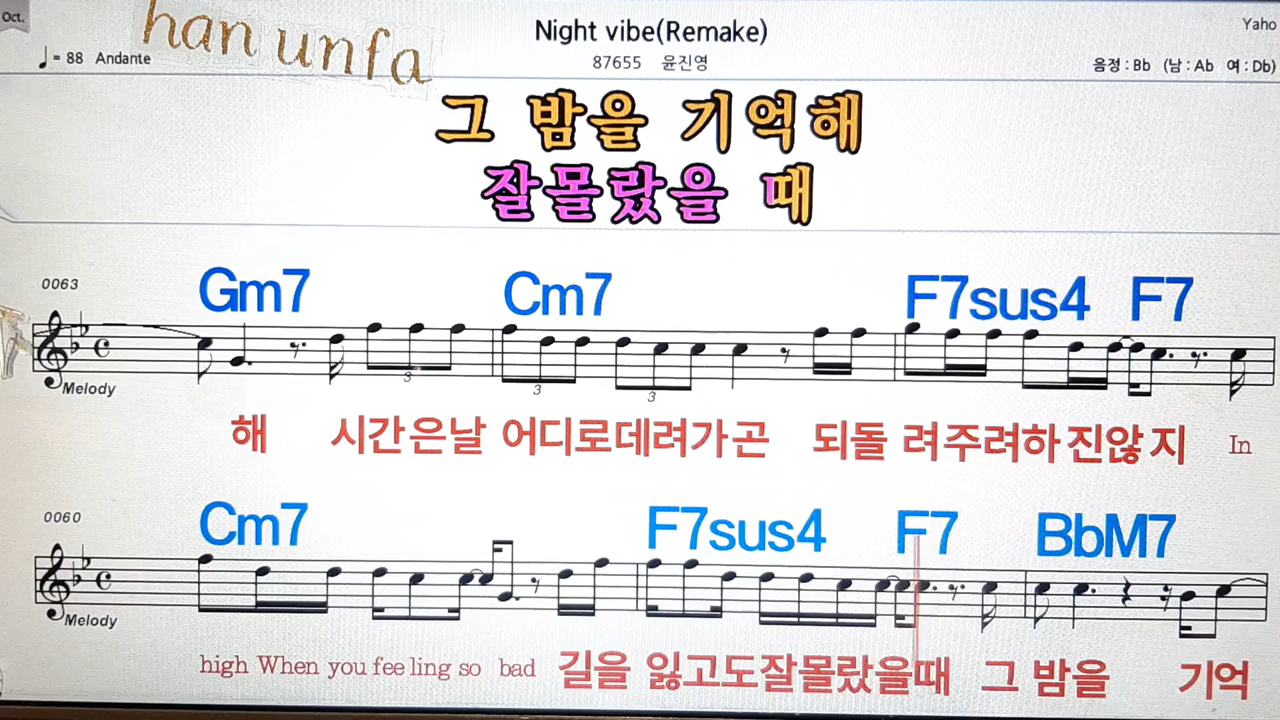 Oct.
han unfa
Night vibe(Remake)
Yaho
♩= 88 Andante
87655 윤진영
음정 : Bb (남 : Ab 여 : Db)
그 밤을 기억해
잘몰랐을 때
0063
Gm7 Cm7 F7sus4 F7
3 3 3
Melody
해 시간은날 어디로데려가곤 되돌 려주려하 진않 지 In
0060
Cm7 F7sus4 F7 BbM7
Melody
high When you fee ling so bad 길을 잃고도잘몰랐을때 그 밤을 기억